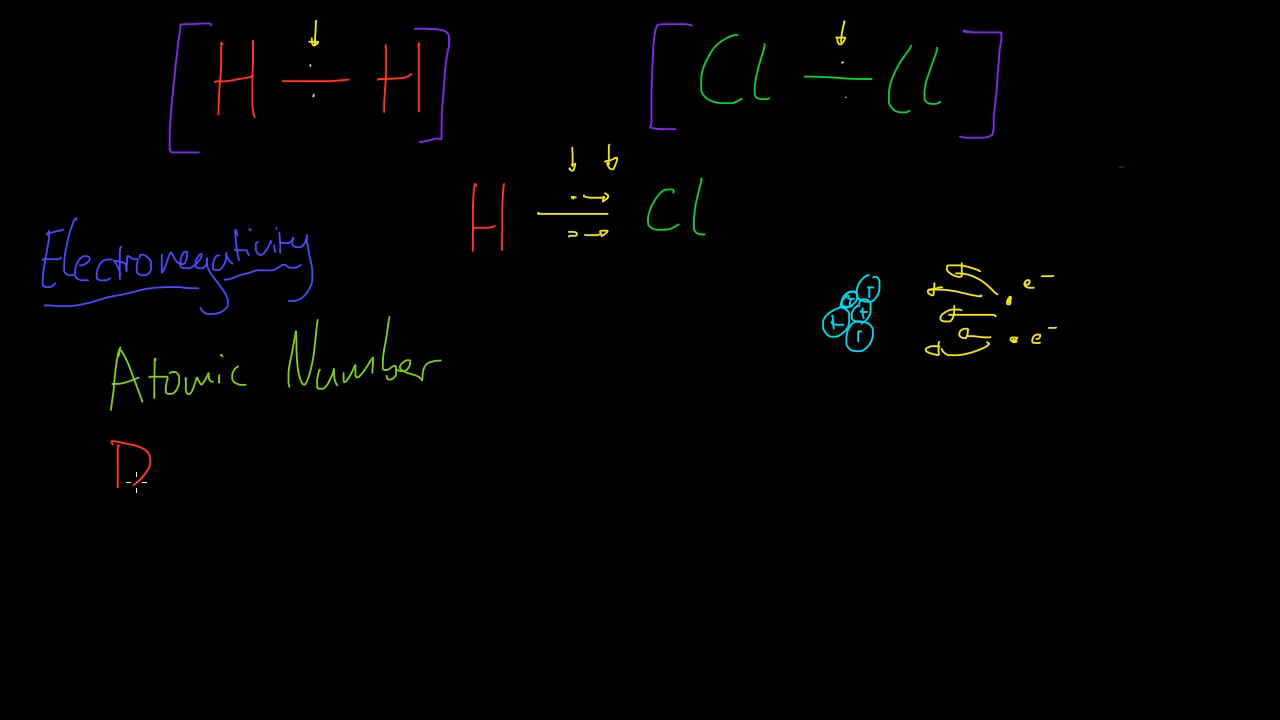 [H — H] [Cl — Cl]
H — Cl
Electronegativity
e⁻
+ + + + +
e⁻
Atomic Number
D